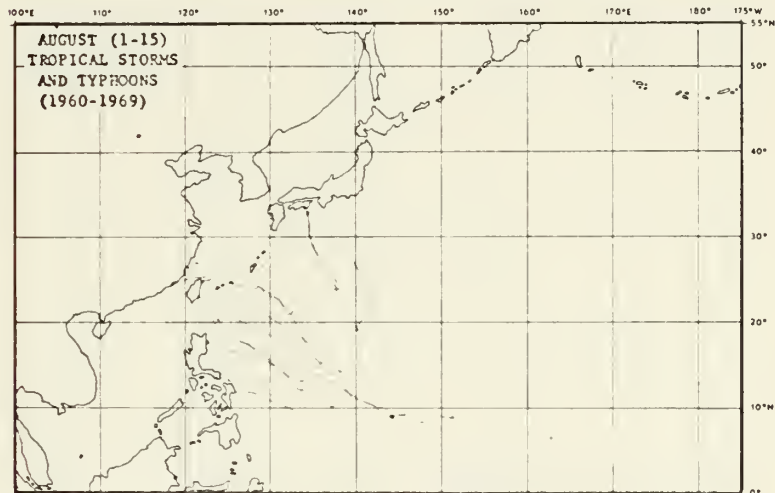 100°E 110° 120° 130° 140° 150° 160° 170° 180° 175°W
AUGUST (1-15)
TROPICAL STORMS
AND TYPHOONS
(1960-1969)
55°N
50°
40°
30°
20°
10°N
0°